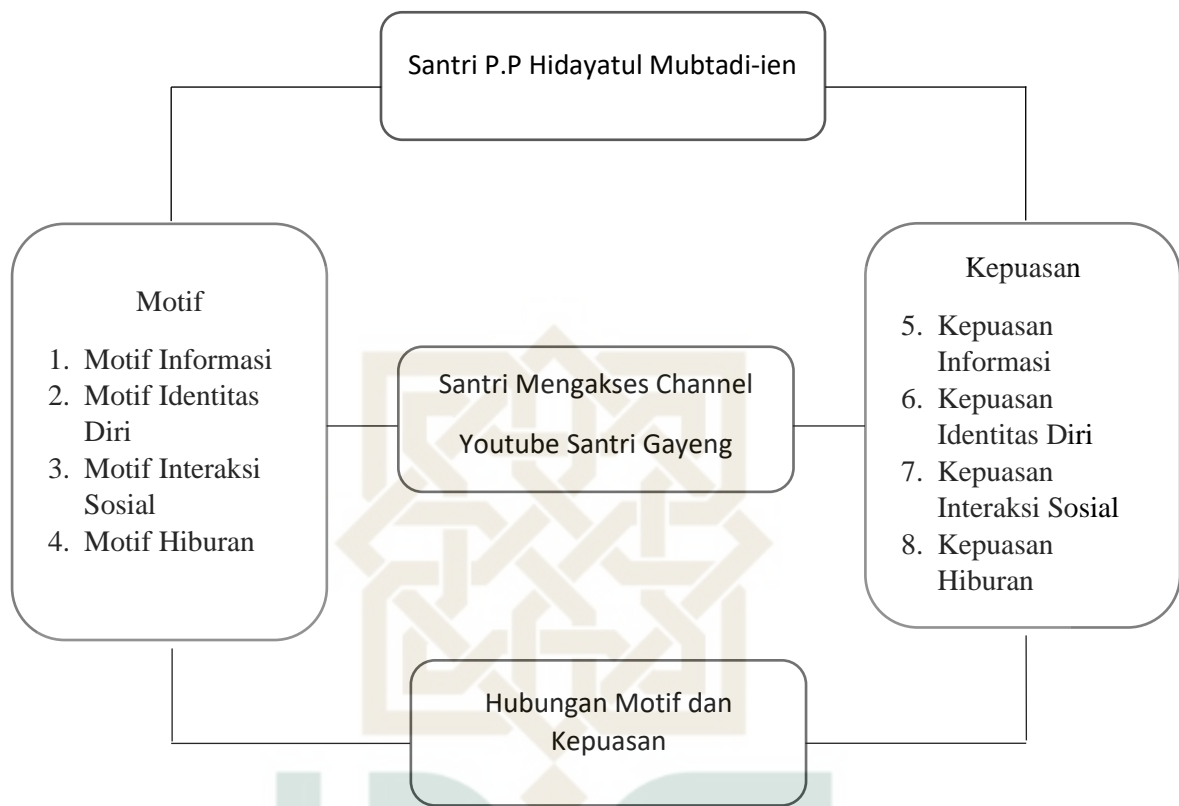 Santri P.P Hidayatul Mubtadi-ien
Motif
1. Motif Informasi
2. Motif Identitas
Diri
3. Motif Interaksi
Sosial
4. Motif Hiburan
Santri Mengakses Channel
Youtube Santri Gayeng
Kepuasan
5. Kepuasan
Informasi
6. Kepuasan
Identitas Diri
7. Kepuasan
Interaksi Sosial
8. Kepuasan
Hiburan
Hubungan Motif dan
Kepuasan